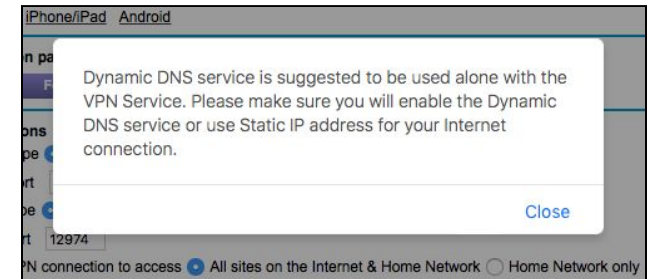 iPhone/iPad Android
Dynamic DNS service is suggested to be used alone with the
VPN Service. Please make sure you will enable the Dynamic
DNS service or use Static IP address for your Internet
connection.
Close
12974
connection to access All sites on the Internet & Home Network Home Network only